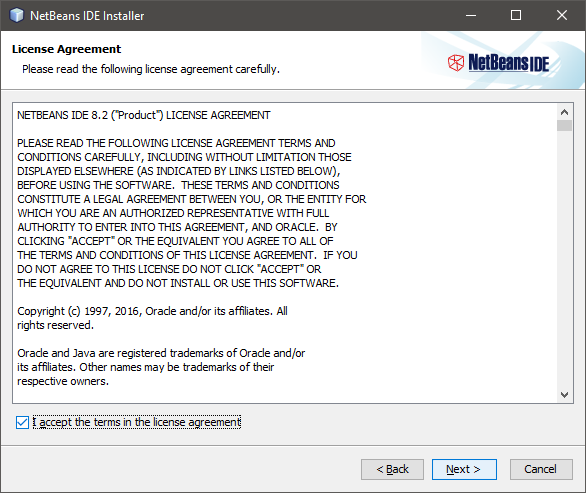 NetBeans IDE Installer
License Agreement
Please read the following license agreement carefully.
NetBeans IDE
NETBEANS IDE 8.2 ("Product") LICENSE AGREEMENT
PLEASE READ THE FOLLOWING LICENSE AGREEMENT TERMS AND
CONDITIONS CAREFULLY, INCLUDING WITHOUT LIMITATION THOSE
DISPLAYED ELSEWHERE (AS INDICATED BY LINKS LISTED BELOW),
BEFORE USING THE SOFTWARE.  THESE TERMS AND CONDITIONS
CONSTITUTE A LEGAL AGREEMENT BETWEEN YOU, OR THE ENTITY FOR
WHICH YOU ARE AN AUTHORIZED REPRESENTATIVE WITH FULL
AUTHORITY TO ENTER INTO THIS AGREEMENT, AND ORACLE.  BY
CLICKING "ACCEPT" OR THE EQUIVALENT YOU AGREE TO ALL OF
THE TERMS AND CONDITIONS OF THIS LICENSE AGREEMENT.  IF YOU
DO NOT AGREE TO THIS LICENSE DO NOT CLICK "ACCEPT" OR
THE EQUIVALENT AND DO NOT INSTALL OR USE THIS SOFTWARE.
Copyright (c) 1997, 2016, Oracle and/or its affiliates. All
rights reserved.
Oracle and Java are registered trademarks of Oracle and/or
its affiliates. Other names may be trademarks of their
respective owners.
I accept the terms in the license agreement
< Back
Next >
Cancel